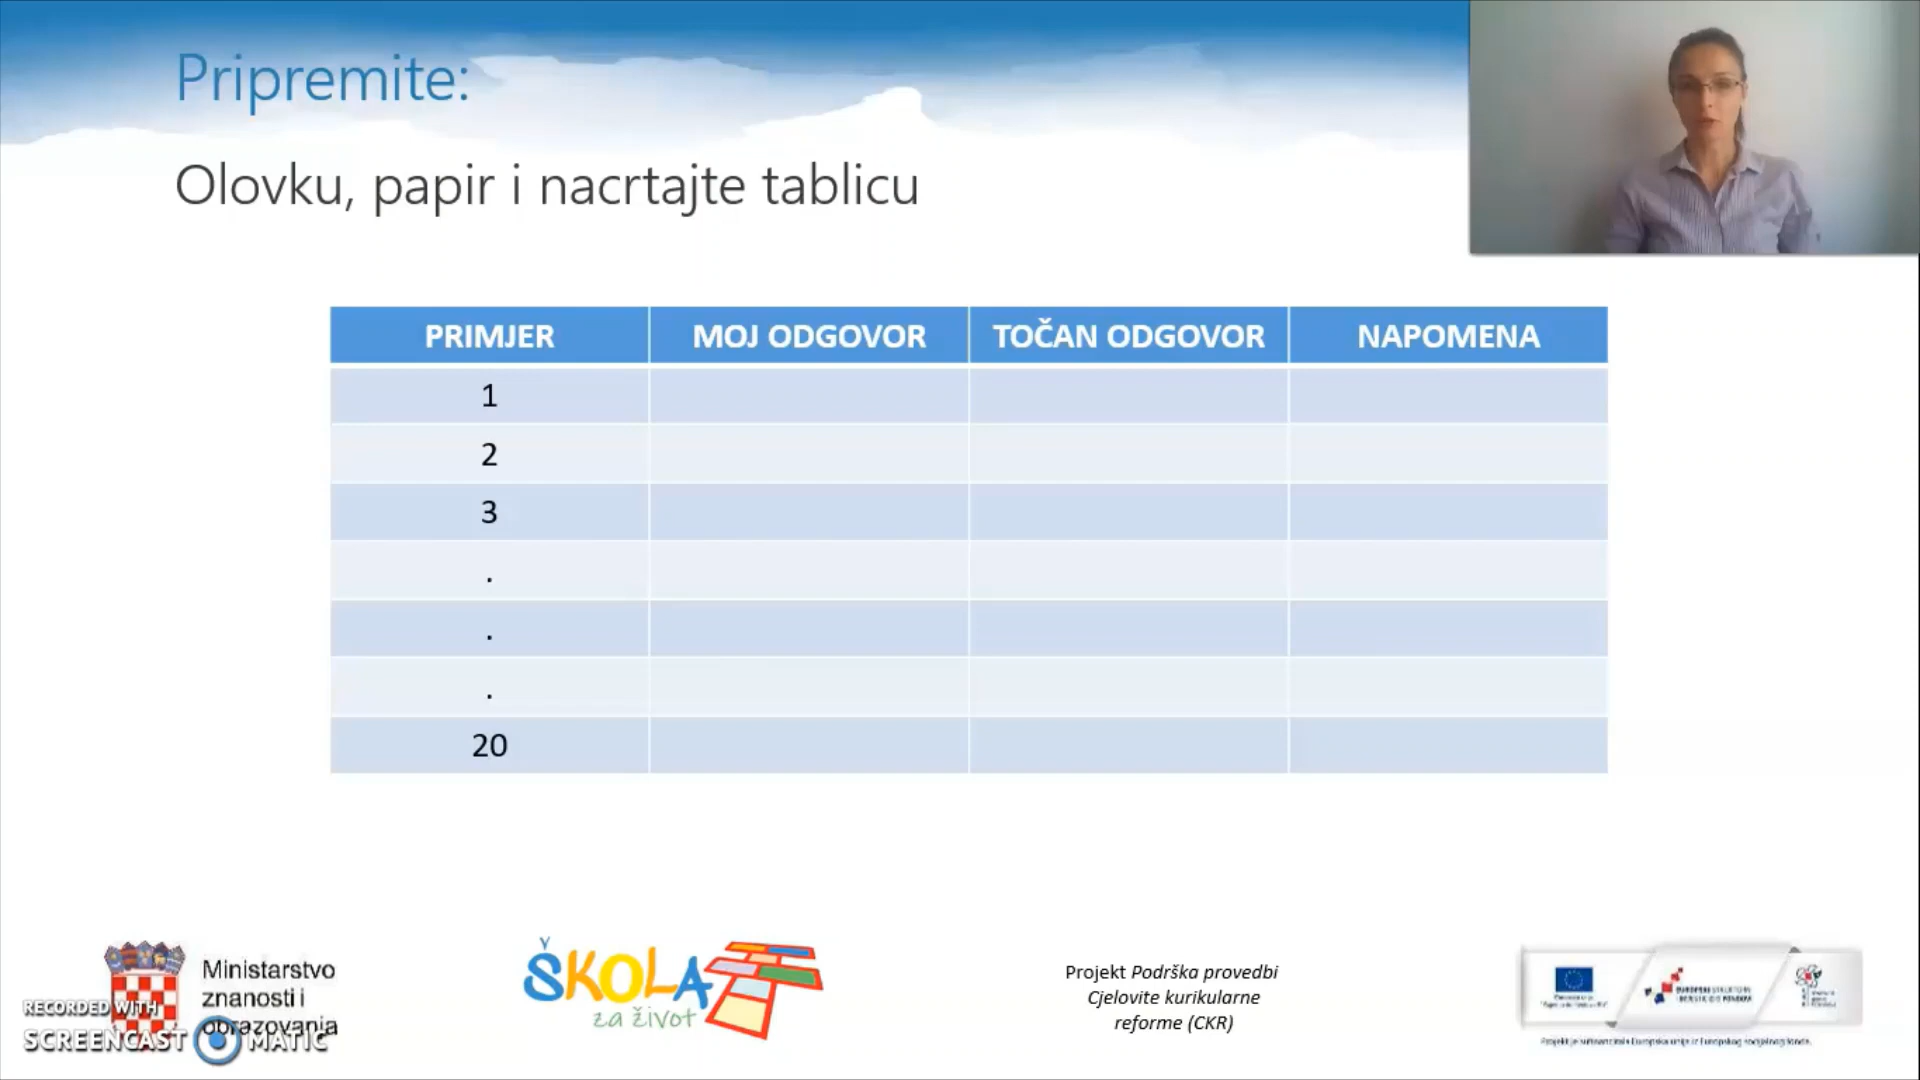 Pripremite:
Olovku, papir i nacrtajte tablicu
PRIMJER MOJ ODGOVOR TOČAN ODGOVOR NAPOMENA
1
2
3
.
.
.
20
Ministarstvo
znanosti i
obrazovanja
RECORDED WITH
SCREENCAST MATIC
ŠKOLA
za život
Projekt Podrška provedbi
Cjelovite kurikularne
reforme (CKR)